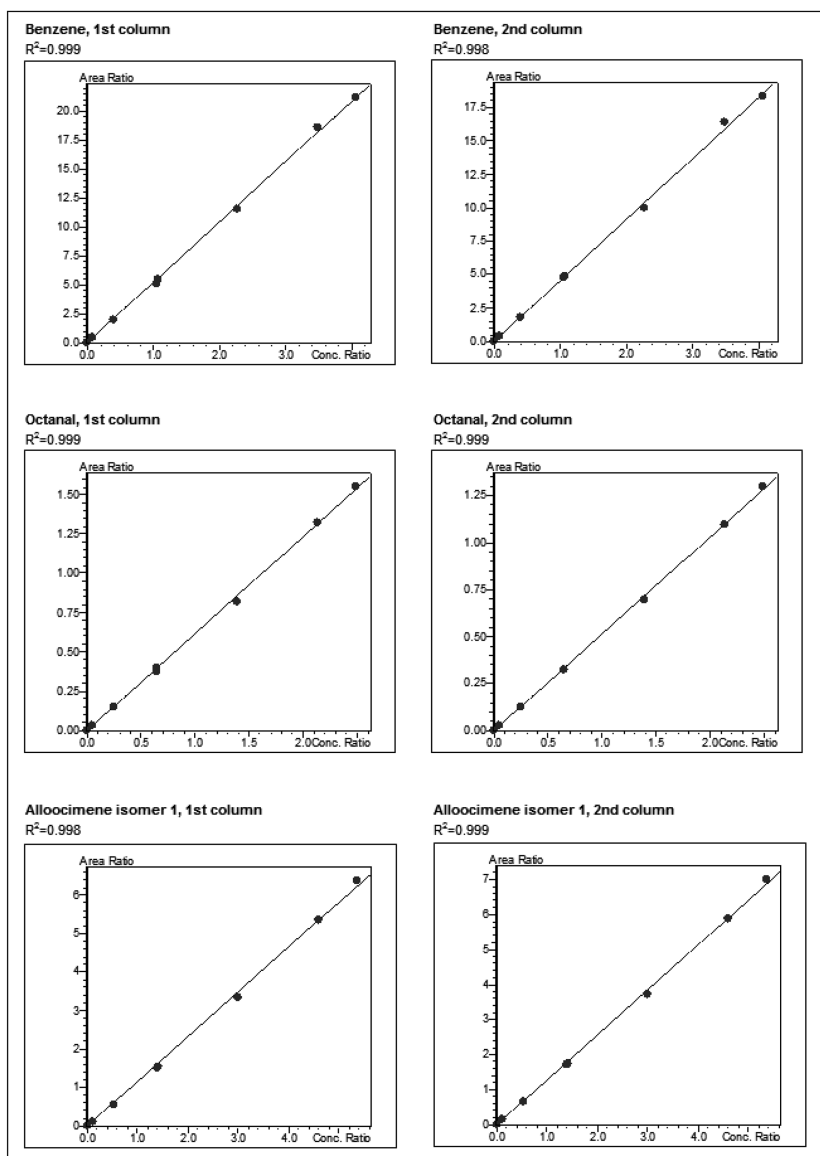 Benzene, 1st column
R²=0.999
Area Ratio
20.0
17.5
15.0
12.5
10.0
7.5
5.0
2.5
0.0
0.0 1.0 2.0 3.0 Conc. Ratio
Benzene, 2nd column
R²=0.998
Area Ratio
17.5
15.0
12.5
10.0
7.5
5.0
2.5
0.0
0.0 1.0 2.0 3.0 Conc. Ratio
Octanal, 1st column
R²=0.999
Area Ratio
1.50
1.25
1.00
0.75
0.50
0.25
0.00
0.0 0.5 1.0 1.5 2.0 Conc. Ratio
Octanal, 2nd column
R²=0.999
Area Ratio
1.25
1.00
0.75
0.50
0.25
0.00
0.0 0.5 1.0 1.5 2.0 Conc. Ratio
Alloocimene isomer 1, 1st column
R²=0.998
Area Ratio
6
5
4
3
2
1
0
0.0 1.0 2.0 3.0 4.0 Conc. Ratio
Alloocimene isomer 1, 2nd column
R²=0.999
Area Ratio
7
6
5
4
3
2
1
0
0.0 1.0 2.0 3.0 4.0 Conc. Ratio